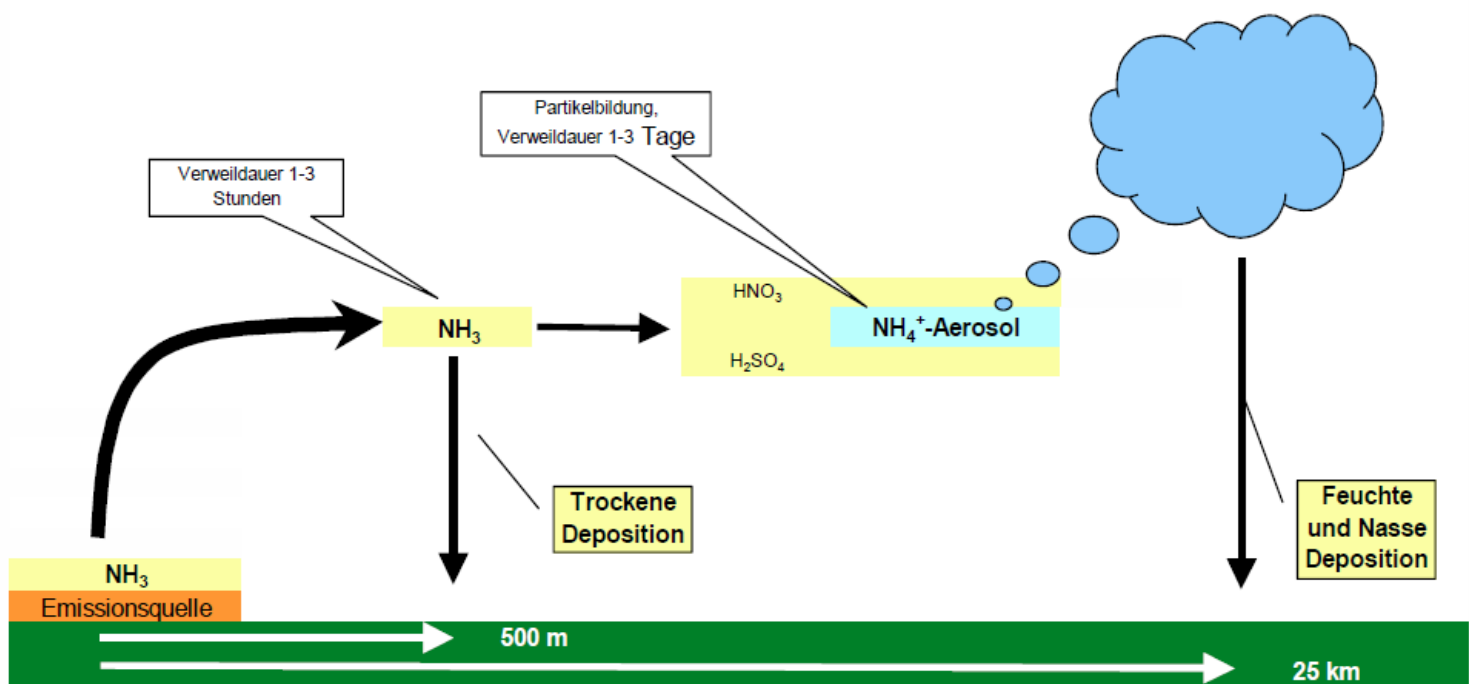 Partikelbildung,
Verweildauer 1-3 Tage
Verweildauer 1-3
Stunden
HNO₃
NH₃
NH₄⁺-Aerosol
H₂SO₄
Trockene
Deposition
Feuchte
und Nasse
Deposition
NH₃
Emissionsquelle
500 m
25 km